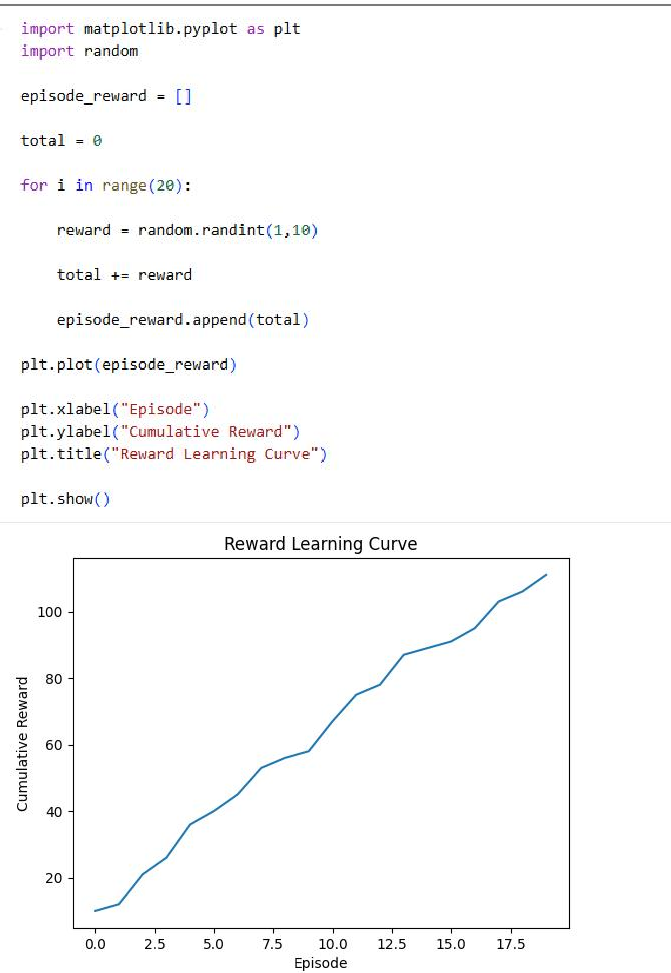 import matplotlib.pyplot as plt
import random
episode_reward = []
total = 0
for i in range(20):
    reward = random.randint(1,10)
    total += reward
    episode_reward.append(total)
plt.plot(episode_reward)
plt.xlabel("Episode")
plt.ylabel("Cumulative Reward")
plt.title("Reward Learning Curve")
plt.show()
Reward Learning Curve
Cumulative Reward
100
80
60
40
20
0.0 2.5 5.0 7.5 10.0 12.5 15.0 17.5
Episode